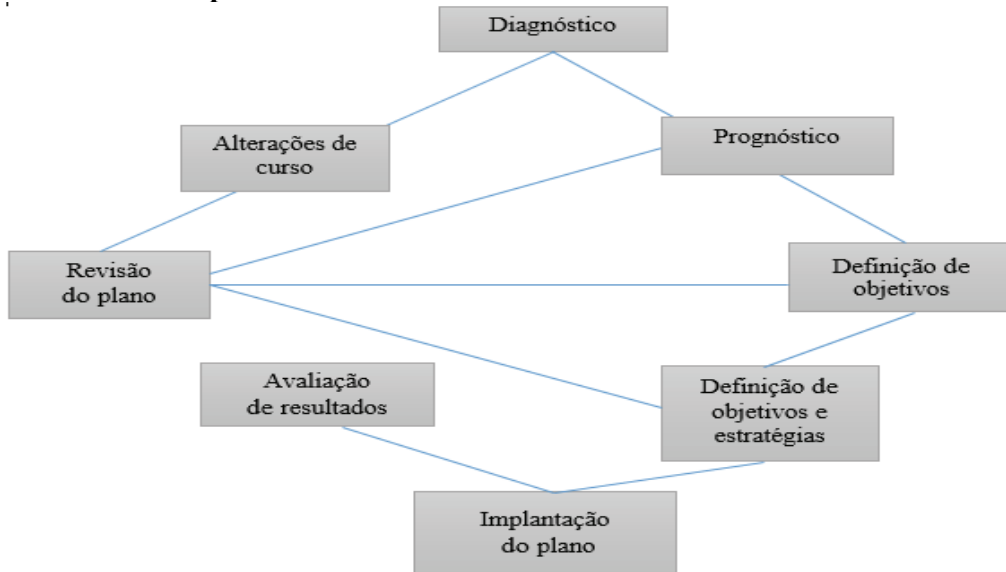 Diagnóstico
Alterações de
curso
Prognóstico
Revisão
do plano
Definição de
objetivos
Avaliação
de resultados
Definição de
objetivos e
estratégias
Implantação
do plano